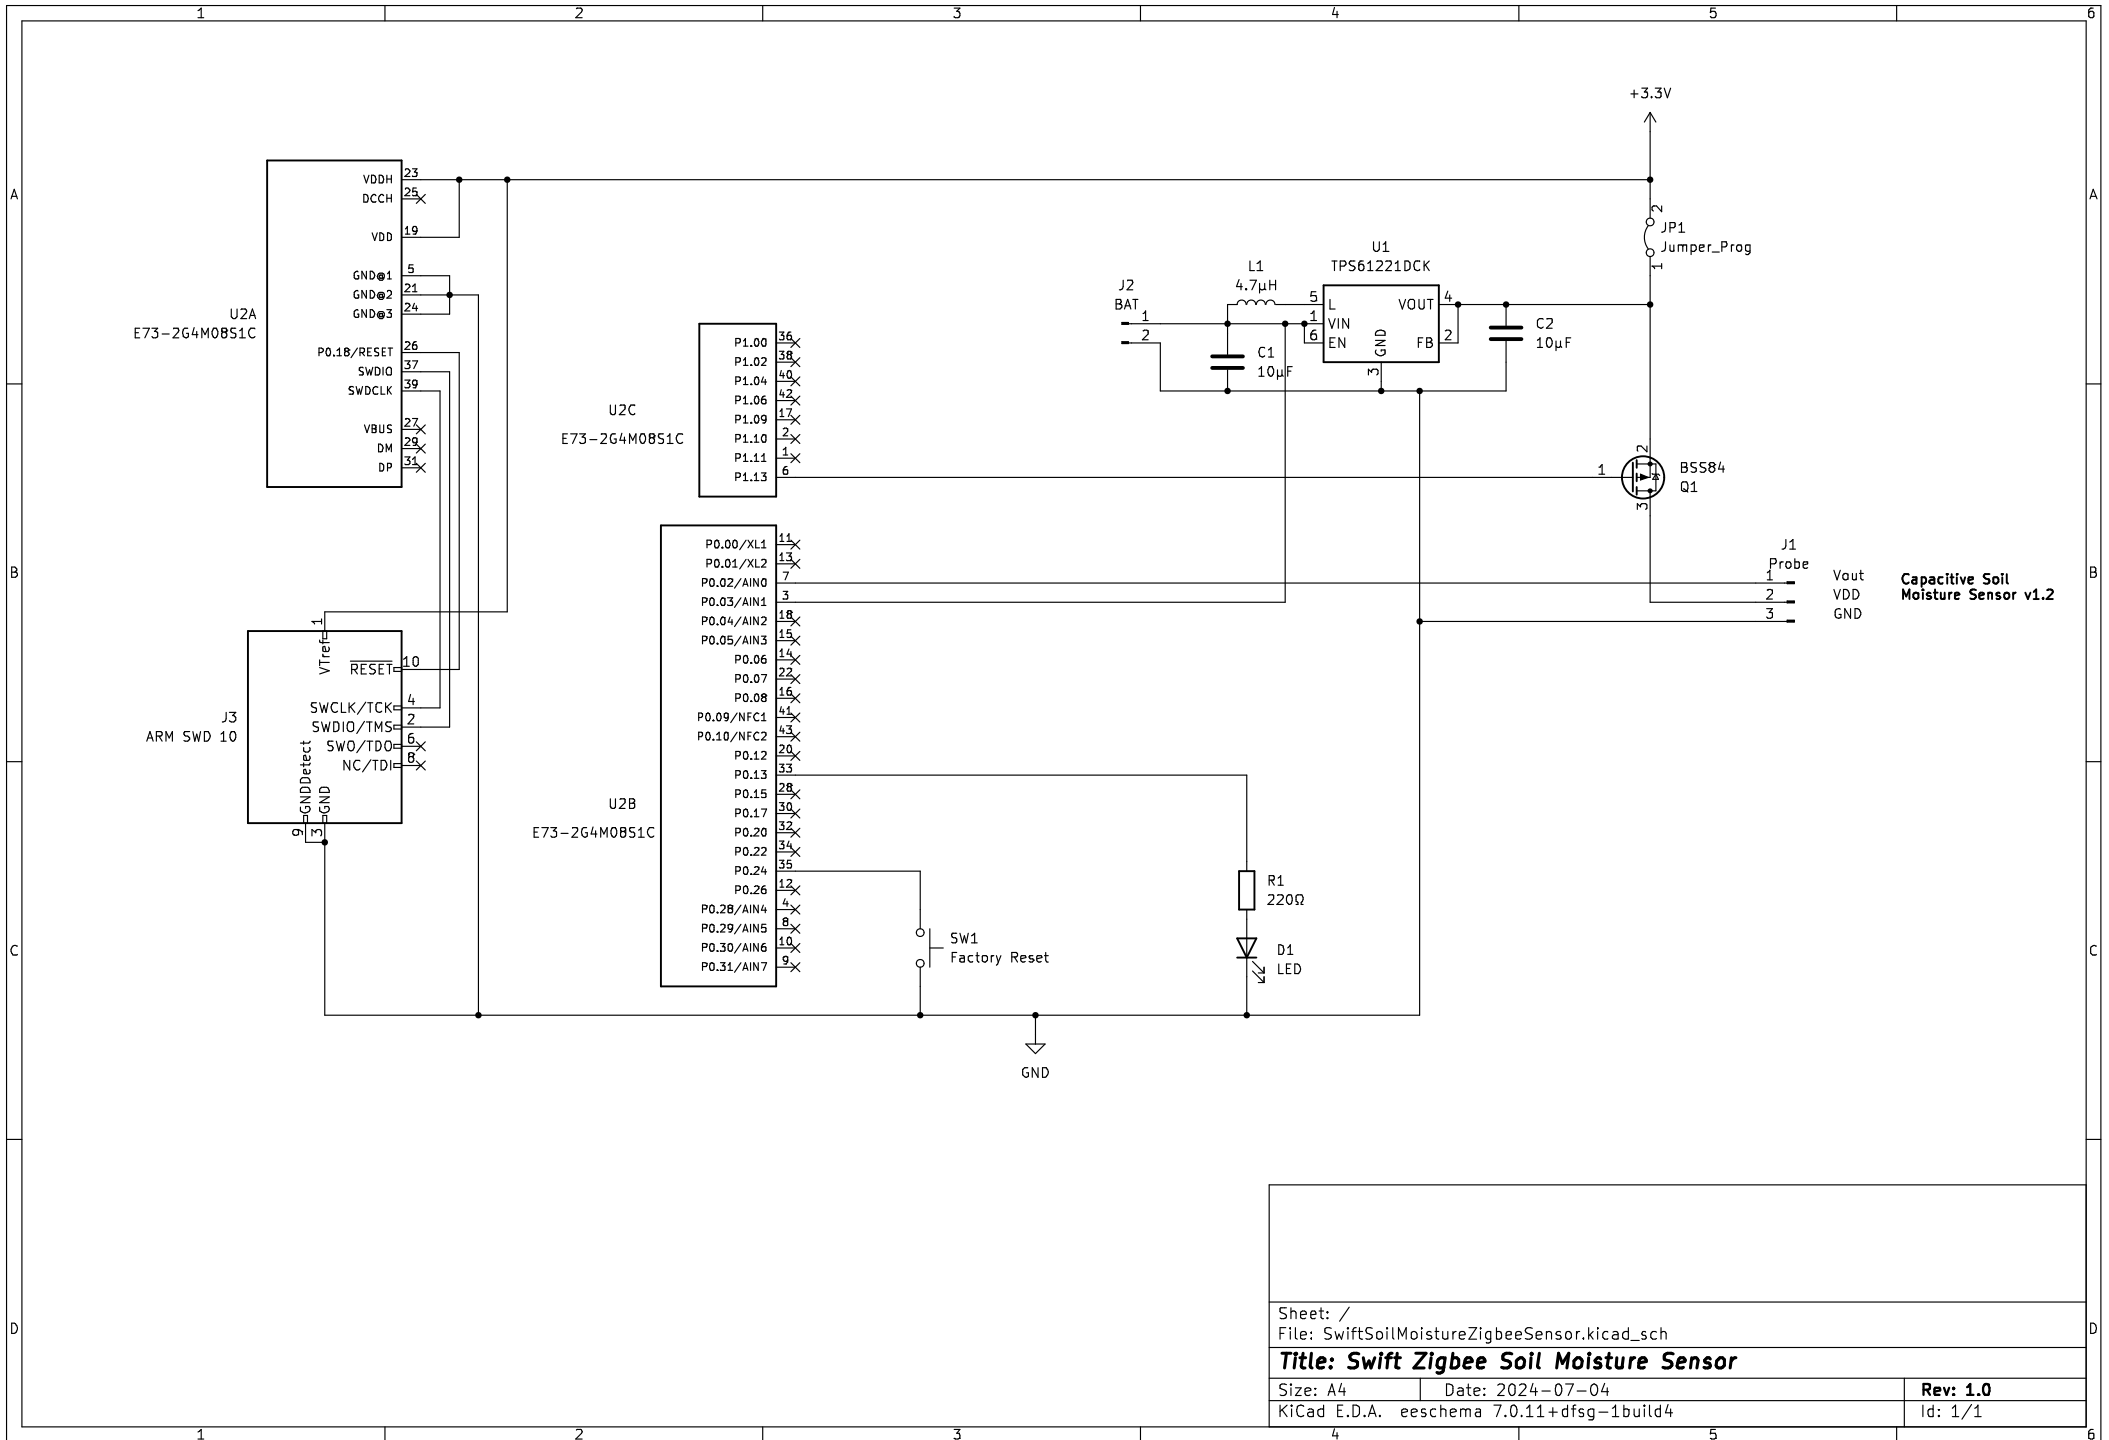 1 2 3 4 5 6
A
B
C
D
A
B
C
D
1 2 3 4 5 6
U2A
E73-2G4M08S1C
VDDH 23
DCCH 25
VDD 19
GND@1 5
GND@2 21
GND@3 24
P0.18/RESET 26
SWDIO 37
SWDCLK 39
VBUS 27
DM 29
DP 31
J3
ARM SWD 10
1
VTref
RESET 10
SWCLK/TCK 4
SWDIO/TMS 2
SWO/TDO 6
NC/TDI 8
GNDDetect
GND
9
3
U2C
E73-2G4M08S1C
P1.00 36
P1.02 38
P1.04 40
P1.06 42
P1.09 17
P1.10 2
P1.11 1
P1.13 6
U2B
E73-2G4M08S1C
P0.00/XL1 11
P0.01/XL2 13
P0.02/AIN0 7
P0.03/AIN1 3
P0.04/AIN2 18
P0.05/AIN3 15
P0.06 14
P0.07 22
P0.08 16
P0.09/NFC1 41
P0.10/NFC2 43
P0.12 20
P0.13 33
P0.15 28
P0.17 30
P0.20 32
P0.22 34
P0.24 35
P0.26 12
P0.28/AIN4 4
P0.29/AIN5 8
P0.30/AIN6 10
P0.31/AIN7 9
SW1
Factory Reset
R1
220Ω
D1
LED
GND
J2
BAT
1
2
L1
4.7µH
C1
10µF
U1
TPS61221DCK
5 L
1 VIN
6 EN
VOUT 4
FB 2
GND
3
C2
10µF
+3.3V
2
JP1
Jumper_Prog
1
2
1
BSS84
Q1
3
J1
Probe
1 Vout
2 VDD
3 GND
Capacitive Soil
Moisture Sensor v1.2
Sheet: /
File: SwiftSoilMoistureZigbeeSensor.kicad_sch
Title: Swift Zigbee Soil Moisture Sensor
Size: A4 Date: 2024-07-04 Rev: 1.0
KiCad E.D.A. eeschema 7.0.11+dfsg-1build4 Id: 1/1